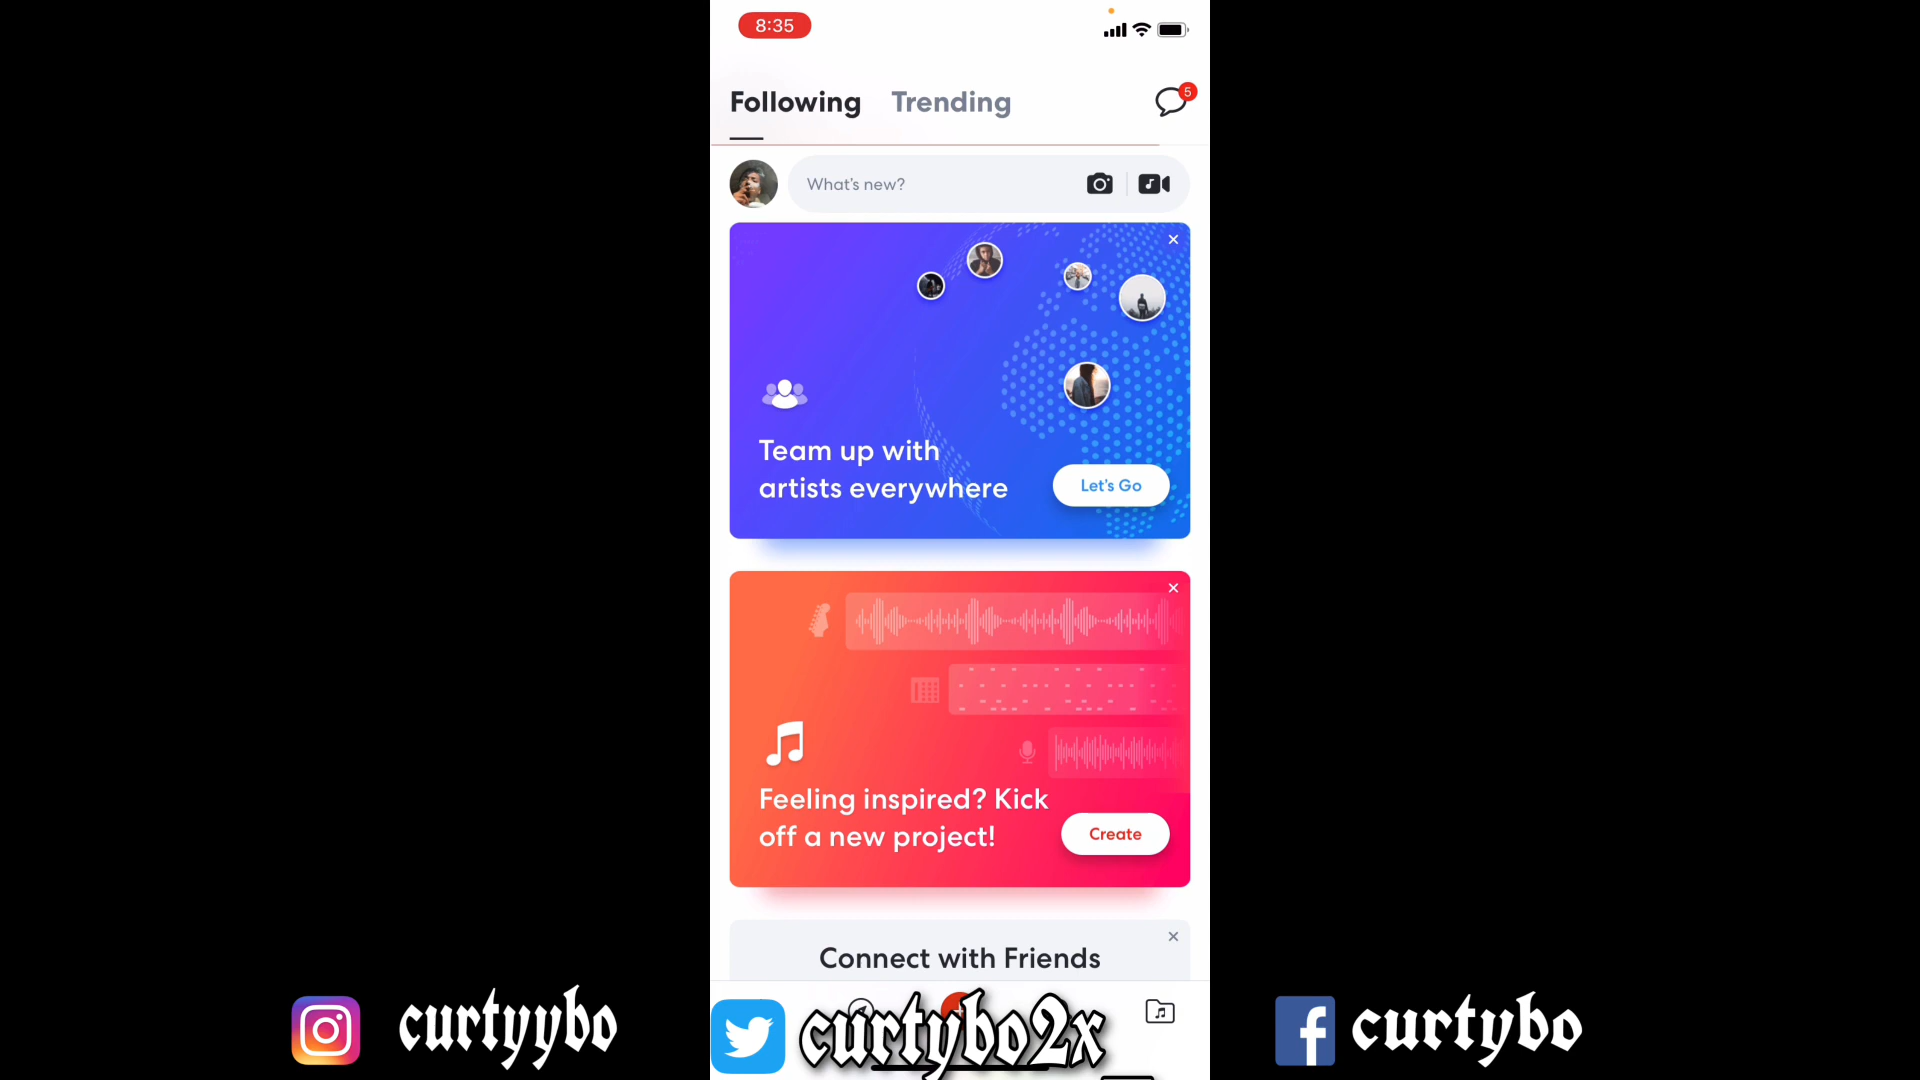 8:35
Following
Trending
5
What's new?
Team up with
artists everywhere
Let's Go
Feeling inspired? Kick
off a new project!
Create
Connect with Friends
curtyybo
curtybo2x
curtybo